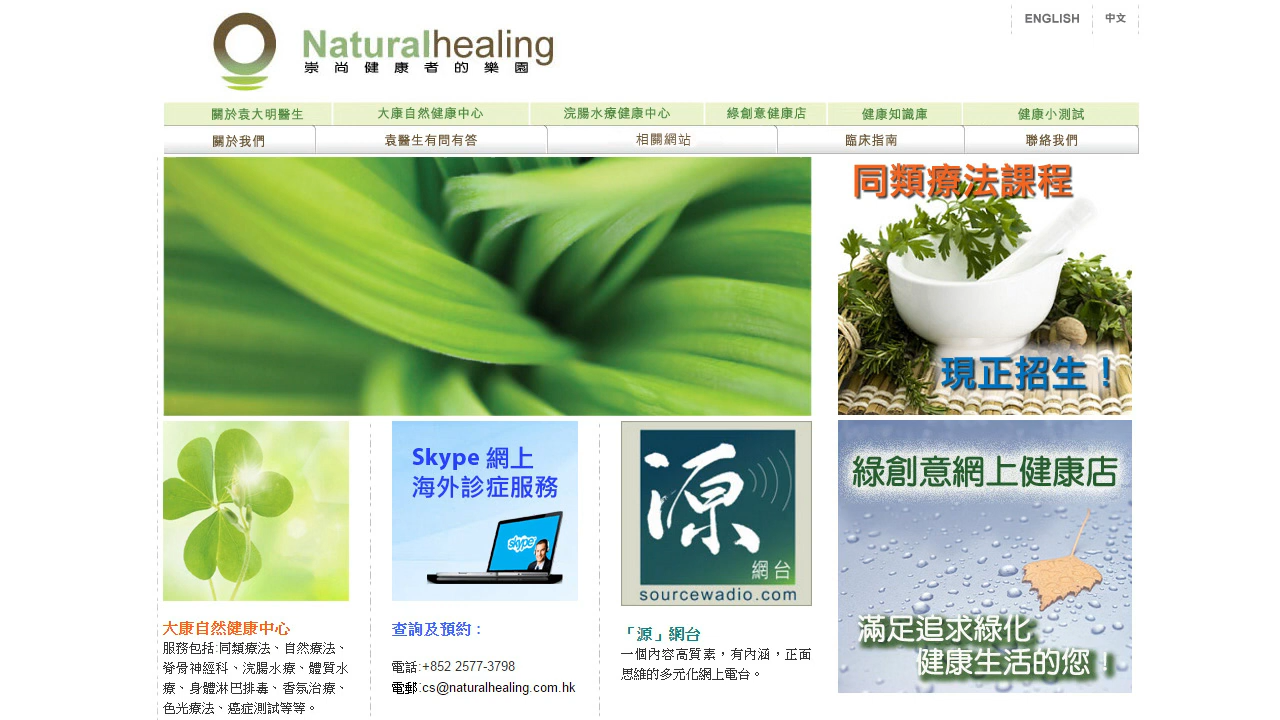 ENGLISH 中文
Naturalhealing
崇尚健康者的樂園
關於袁大明醫生 大康自然健康中心 浣腸水療健康中心 綠創意健康店 健康知識庫 健康小測試
關於我們 袁醫生有問有答 相關網站 臨床指南 聯絡我們
同類療法課程
現正招生！
Skype 網上
海外診症服務
skype
源
網台
sourcewadio.com
綠創意網上健康店
滿足追求綠化
健康生活的您！
大康自然健康中心
服務包括:同類療法、自然療法、
脊骨神經科、浣腸水療、體質水
療、身體淋巴排毒、香氛治療、
色光療法、癌症測試等等。
查詢及預約：
電話:+852 2577-3798
電郵:cs@naturalhealing.com.hk
「源」網台
一個內容高質素，有內涵，正面
思維的多元化網上電台。